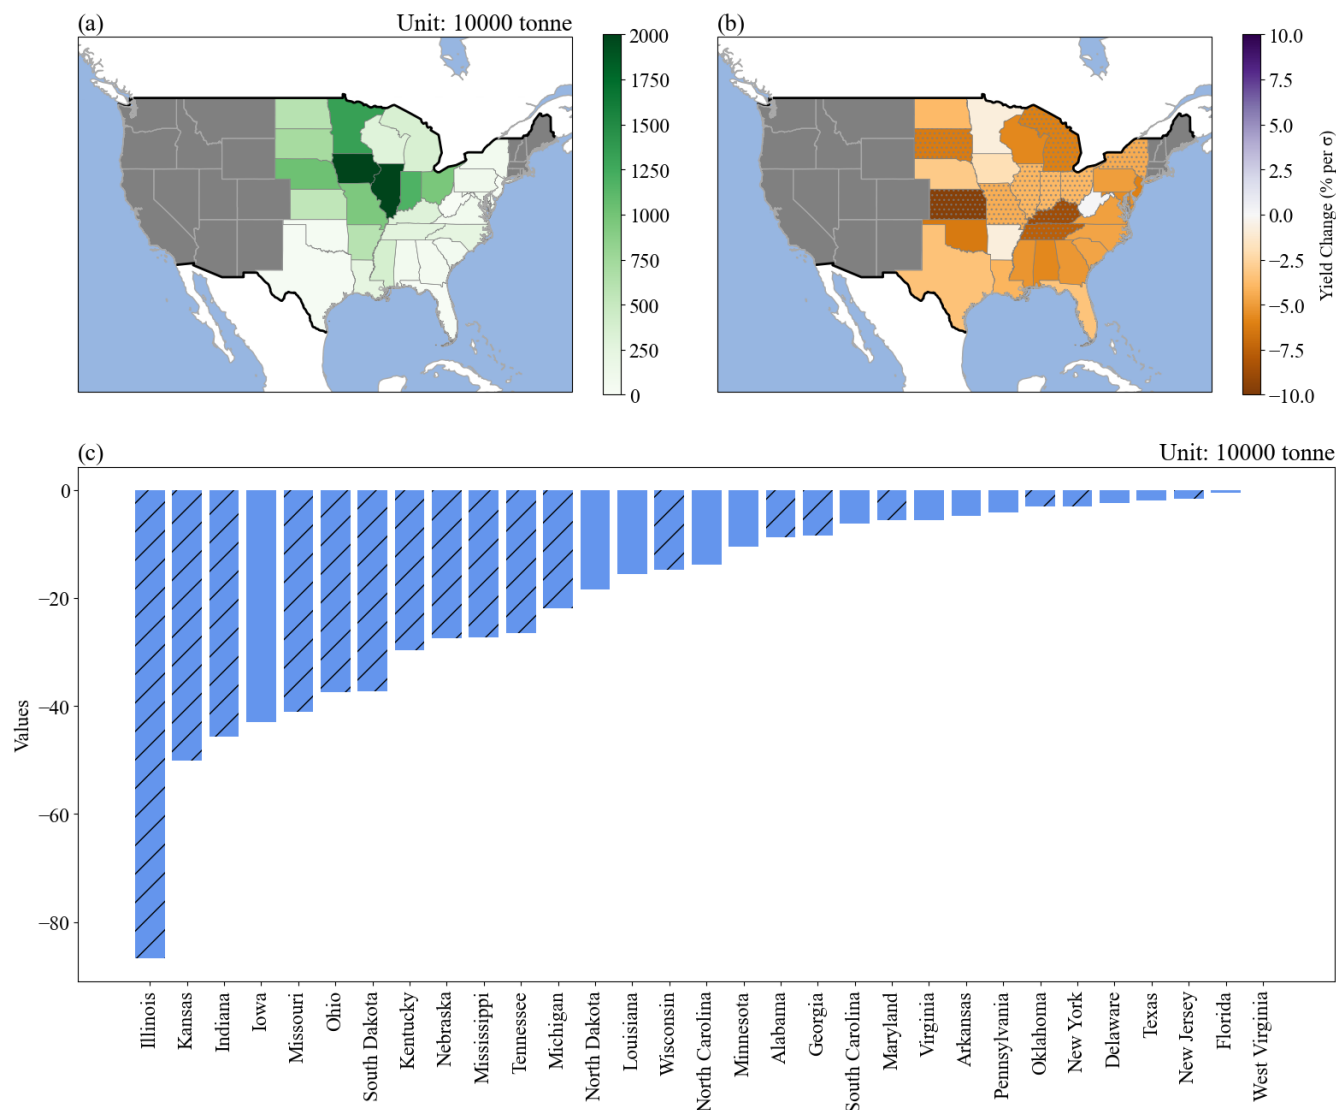 (a) Unit: 10000 tonne
2000
1750
1500
1250
1000
750
500
250
0
(b)
10.0
7.5
5.0
2.5
0.0
−2.5
−5.0
−7.5
−10.0
Yield Change (% per σ)
(c) Unit: 10000 tonne
0
−20
−40
−60
−80
Values
Illinois
Kansas
Indiana
Iowa
Missouri
Ohio
South Dakota
Kentucky
Nebraska
Mississippi
Tennessee
Michigan
North Dakota
Louisiana
Wisconsin
North Carolina
Minnesota
Alabama
Georgia
South Carolina
Maryland
Virginia
Arkansas
Pennsylvania
Oklahoma
New York
Delaware
Texas
New Jersey
Florida
West Virginia